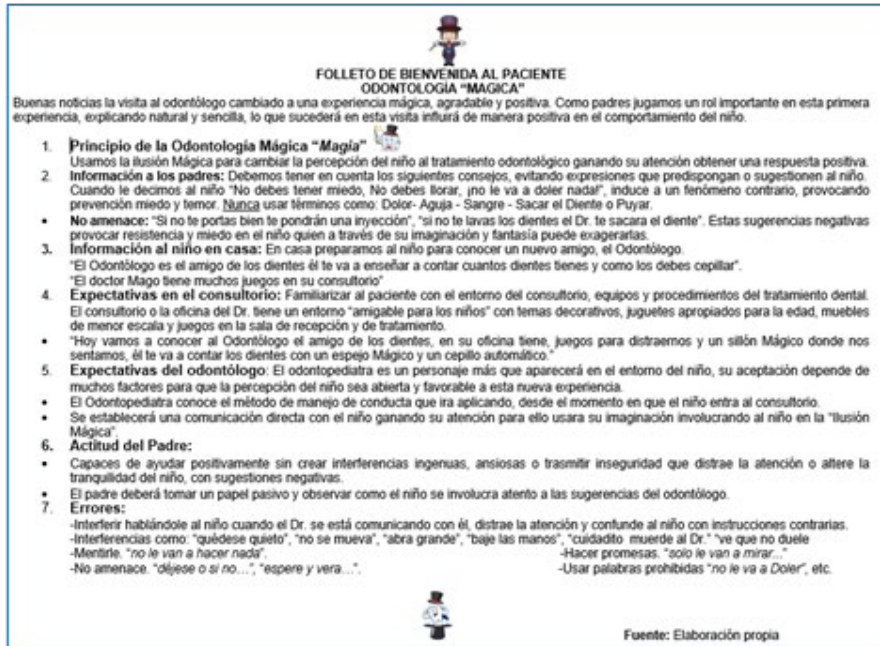 FOLLETO DE BIENVENIDA AL PACIENTE
ODONTOLOGÍA “MAGICA”
Buenas noticias la visita al odontólogo cambiado a una experiencia mágica, agradable y positiva. Como padres jugamos un rol importante en esta primera
experiencia, explicando natural y sencilla, lo que sucederá en esta visita influirá de manera positiva en el comportamiento del niño.
1. Principio de la Odontología Mágica “Magia”
Usamos la ilusión Mágica para cambiar la percepción del niño al tratamiento odontológico ganando su atención obtener una respuesta positiva.
2. Información a los padres: Debemos tener en cuenta los siguientes consejos, evitando expresiones que predispongan o sugestionen al niño.
Cuando le decimos al niño “No debes tener miedo, No debes llorar, ¡no le va a doler nada!”, induce a un fenómeno contrario, provocando
prevención miedo y temor. Nunca usar términos como: Dolor- Aguja - Sangre - Sacar el Diente o Puyar.
• No amenace: “Si no te portas bien te pondrán una inyección”, “si no te lavas los dientes el Dr. te sacara el diente”. Estas sugerencias negativas
provocar resistencia y miedo en el niño quien a través de su imaginación y fantasía puede exagerarlas.
3. Información al niño en casa: En casa preparamos al niño para conocer un nuevo amigo, el Odontólogo.
“El Odontólogo es el amigo de los dientes él te va a enseñar a contar cuantos dientes tienes y como los debes cepillar”.
“El doctor Mago tiene muchos juegos en su consultorio”
4. Expectativas en el consultorio: Familiarizar al paciente con el entorno del consultorio, equipos y procedimientos del tratamiento dental.
El consultorio o la oficina del Dr. tiene un entorno “amigable para los niños” con temas decorativos, juguetes apropiados para la edad, muebles
de menor escala y juegos en la sala de recepción y de tratamiento.
• “Hoy vamos a conocer al Odontólogo el amigo de los dientes, en su oficina tiene, juegos para distraernos y un sillón Mágico donde nos
sentamos, él te va a contar los dientes con un espejo Mágico y un cepillo automático.”
5. Expectativas del odontólogo: El odontopediatra es un personaje más que aparecerá en el entorno del niño, su aceptación depende de
muchos factores para que la percepción del niño sea abierta y favorable a esta nueva experiencia.
• El Odontopediatra conoce el método de manejo de conducta que ira aplicando, desde el momento en que el niño entra al consultorio.
• Se establecerá una comunicación directa con el niño ganando su atención para ello usara su imaginación involucrando al niño en la “Ilusión
Mágica”.
6. Actitud del Padre:
• Capaces de ayudar positivamente sin crear interferencias ingenuas, ansiosas o trasmitir inseguridad que distrae la atención o altere la
tranquilidad del niño, con sugestiones negativas.
• El padre deberá tomar un papel pasivo y observar como el niño se involucra atento a las sugerencias del odontólogo.
7. Errores:
-Interferir hablándole al niño cuando el Dr. se está comunicando con él, distrae la atención y confunde al niño con instrucciones contrarias.
-Interferencias como: “quédese quieto”, “no se mueva”, “abra grande”, “baje las manos”, “cuidadito muerde al Dr.” “ve que no duele
-Mentirle. “no le van a hacer nada”. -Hacer promesas. “solo le van a mirar...”
-No amenace. “déjese o si no…”, “espere y vera…”. -Usar palabras prohibidas “no le va a Doler”, etc.
Fuente: Elaboración propia